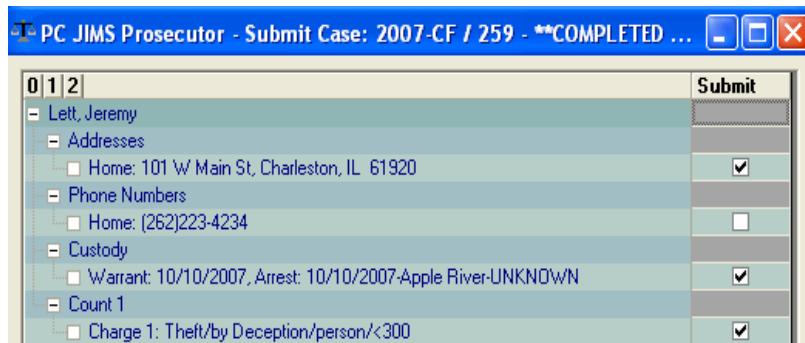 PC JIMS Prosecutor - Submit Case: 2007-CF / 259 - **COMPLETED ...
0 1 2 Submit
Lett, Jeremy
Addresses
Home: 101 W Main St, Charleston, IL 61920
Phone Numbers
Home: (262)223-4234
Custody
Warrant: 10/10/2007, Arrest: 10/10/2007-Apple River-UNKNOWN
Count 1
Charge 1: Theft/by Deception/person/<300